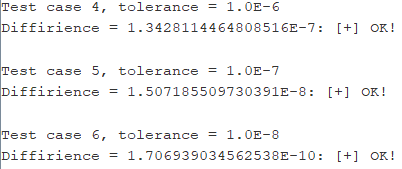 Test case 4, tolerance = 1.0E-6
Diffirience = 1.3428114464808516E-7: [+] OK!
Test case 5, tolerance = 1.0E-7
Diffirience = 1.507185509730391E-8: [+] OK!
Test case 6, tolerance = 1.0E-8
Diffirience = 1.706939034562538E-10: [+] OK!